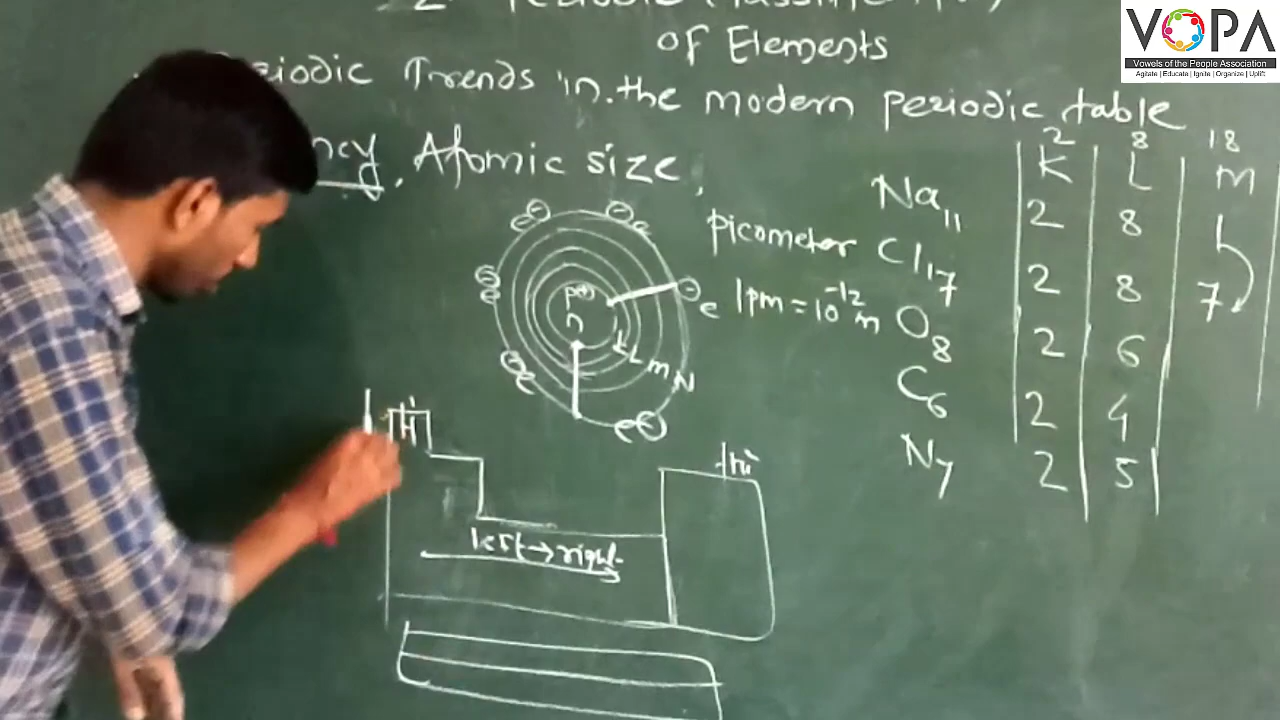 of Elements
Trends in the modern periodic table
Atomic size,
picometer
1pm = 10-12 m
L m N
left → right
2 8 18
K L M
Na11 2 8 1
Cl17 2 8 7
O8 2 6
C6 2 4
N7 2 5
VOPA
Vowels of the People Association
Agitate | Educate | Ignite | Organize | Uplift